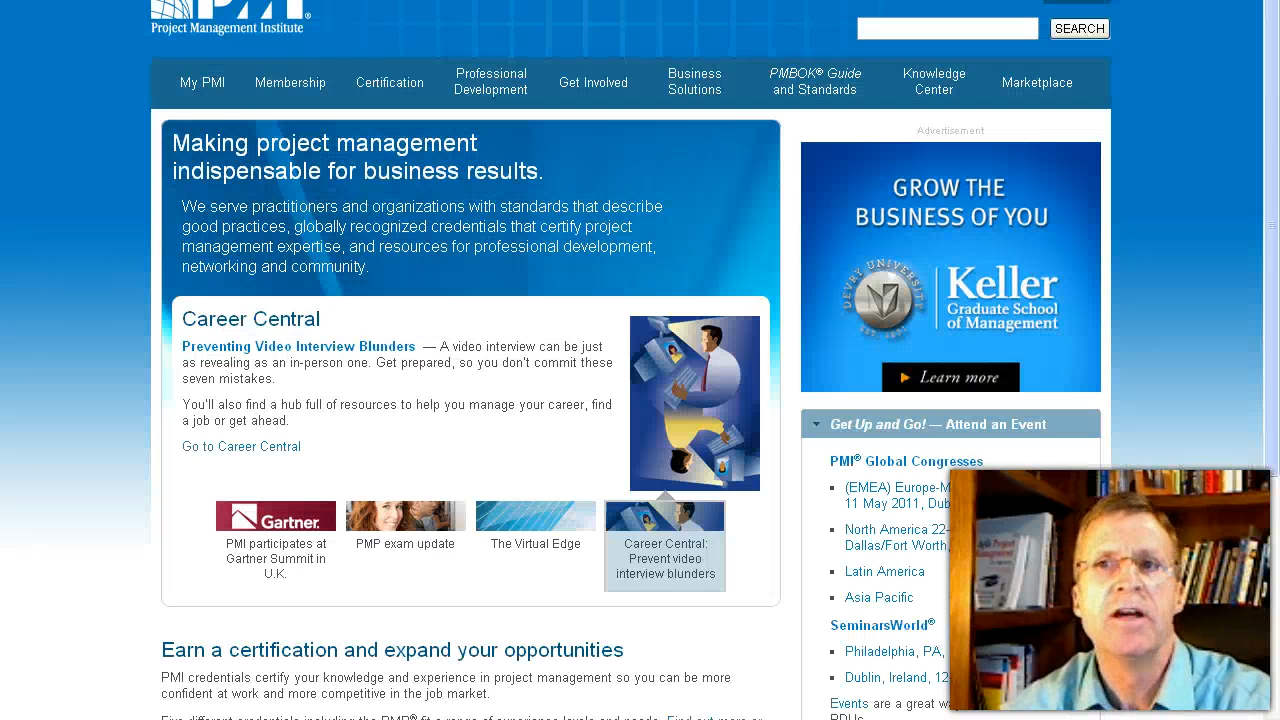 PMI®
Project Management Institute
SEARCH
My PMI
Membership
Certification
Professional
Development
Get Involved
Business
Solutions
PMBOK® Guide
and Standards
Knowledge
Center
Marketplace
Making project management
indispensable for business results.
We serve practitioners and organizations with standards that describe
good practices, globally recognized credentials that certify project
management expertise, and resources for professional development,
networking and community.
Career Central
Preventing Video Interview Blunders — A video interview can be just
as revealing as an in-person one. Get prepared, so you don't commit these
seven mistakes.
You'll also find a hub full of resources to help you manage your career, find
a job or get ahead.
Go to Career Central
Gartner
PMI participates at
Gartner Summit in
U.K.
PMP exam update
The Virtual Edge
Career Central:
Prevent video
interview blunders
Earn a certification and expand your opportunities
PMI credentials certify your knowledge and experience in project management so you can be more
confident at work and more competitive in the job market.
Advertisement
GROW THE
BUSINESS OF YOU
DEVRY UNIVERSITY
Keller
Graduate School
of Management
Learn more
Get Up and Go! — Attend an Event
PMI® Global Congresses
(EMEA) Europe-M
11 May 2011, Dub
North America 22-
Dallas/Fort Worth,
Latin America
Asia Pacific
SeminarsWorld®
Philadelphia, PA,
Dublin, Ireland, 12
Events are a great w